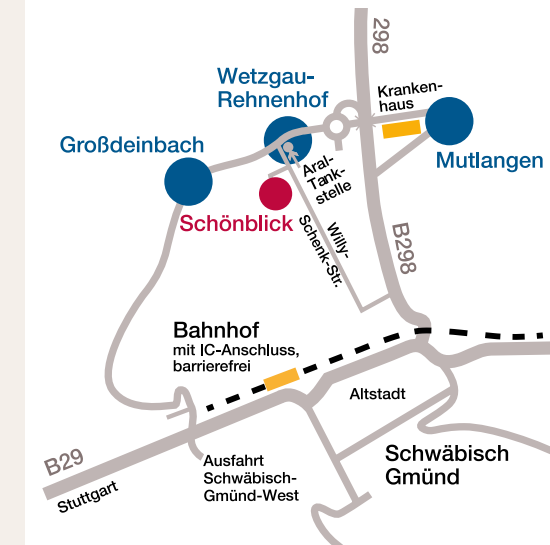 298
Wetzgau-
Rehnenhof
Kranken-
haus
Großdeinbach
Mutlangen
Aral-
Tank-
stelle
Schönblick
Willy-
Schenk-Str.
B298
Bahnhof
mit IC-Anschluss,
barrierefrei
Altstadt
B29
Stuttgart
Ausfahrt
Schwäbisch-
Gmünd-West
Schwäbisch
Gmünd